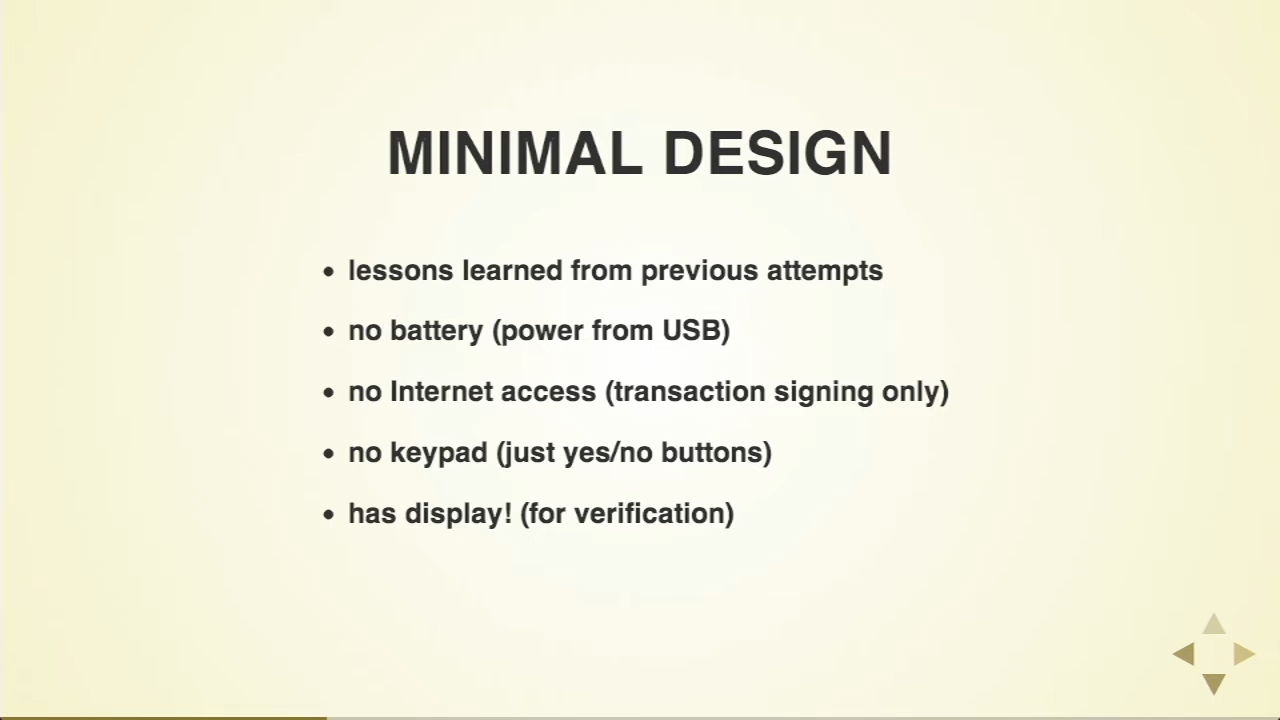 MINIMAL DESIGN
• lessons learned from previous attempts
• no battery (power from USB)
• no Internet access (transaction signing only)
• no keypad (just yes/no buttons)
• has display! (for verification)